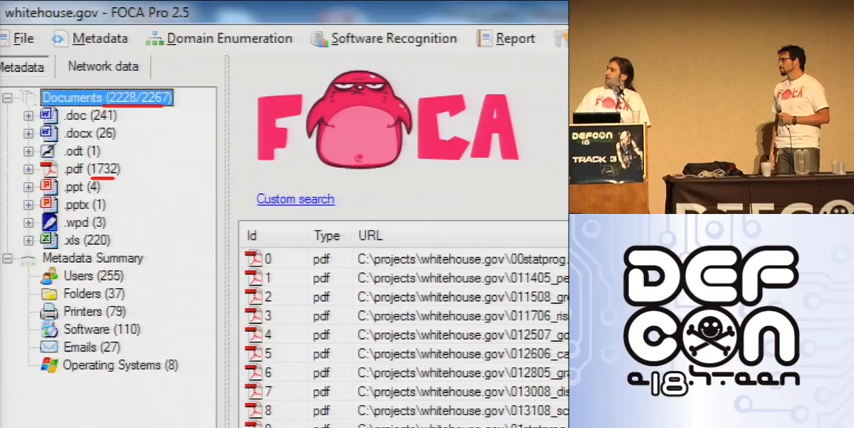 whitehouse.gov - FOCA Pro 2.5
File Metadata Domain Enumeration Software Recognition Report
Metadata Network data
Documents (2228/2267)
.doc (241)
.docx (26)
.odt (1)
.pdf (1732)
.ppt (4)
.pptx (1)
.wpd (3)
.xls (220)
Metadata Summary
Users (255)
Folders (37)
Printers (79)
Software (110)
Emails (27)
Operating Systems (8)
FOCA
Custom search
Id Type URL
0 pdf C:\projects\whitehouse.gov\00statprog.
1 pdf C:\projects\whitehouse.gov\011405_pe
2 pdf C:\projects\whitehouse.gov\011508_gr
3 pdf C:\projects\whitehouse.gov\011706_ris
4 pdf C:\projects\whitehouse.gov\012507_go
5 pdf C:\projects\whitehouse.gov\012606_ca
6 pdf C:\projects\whitehouse.gov\012805_gra
7 pdf C:\projects\whitehouse.gov\013008_dis
8 pdf C:\projects\whitehouse.gov\013108_sc
FOCA
FOCA
DEFCON
18
TRACK 3
DEFCO
DEF
CON
e18hteen